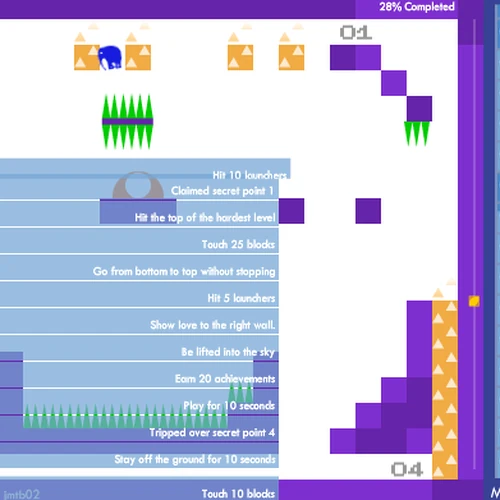 28% Completed
01
Hit 10 launchers
Claimed secret point 1
Hit the top of the hardest level
Touch 25 blocks
Go from bottom to top without stopping
Hit 5 launchers
Show love to the right wall.
Be lifted into the sky
Earn 20 achievements
Play for 10 seconds
Tripped over secret point 4
Stay off the ground for 10 seconds
04
jmtb02
Touch 10 blocks
M